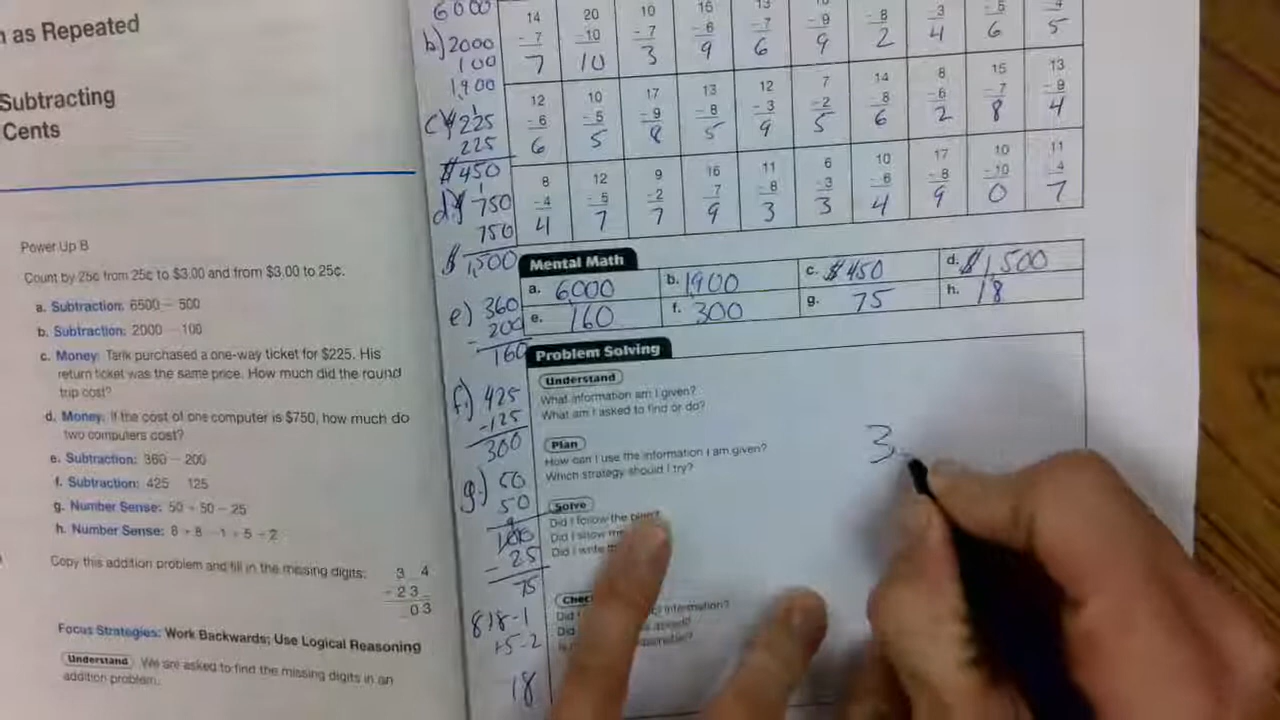 n as Repeated
Subtracting
Cents
Power Up B
Count by 25¢ from 25¢ to $3.00 and from $3.00 to 25¢.
a. Subtraction: 6500 − 500
b. Subtraction: 2000 − 100
c. Money: Tarik purchased a one-way ticket for $225. His
return ticket was the same price. How much did the round
trip cost?
d. Money: If the cost of one computer is $750, how much do
two computers cost?
e. Subtraction: 360 − 200
f. Subtraction: 425 125
g. Number Sense: 50 + 50 − 25
h. Number Sense: 8 + 8 − 1 + 5 − 2
Copy this addition problem and fill in the missing digits:
3 _ 4
- 2 3 _
_ 0 3
Focus Strategies: Work Backwards; Use Logical Reasoning
Understand We are asked to find the missing digits in an
addition problem.
6000
b) 2000
100
1,900
c) $225
225
$450
d) $750
750
$1,500
e) 360
- 200
160
f.) 425
-125
300
g.) 50
50
100
- 25
75
8)8-1
+5-2
18
14 20 10 15 13
-7 -10 -7 -6 -7 -9 -8 -3 -5 4
7 10 3 9 6 9 2 4 6 5
12 10 17 13 12 7 14 8 15 13
-6 -5 -9 -8 -3 -2 -8 -6 -7 -9
6 5 8 5 9 5 6 2 8 4
8 12 9 16 11 6 10 17 10 11
-4 -5 -2 -7 -8 -3 -6 -8 -10 -4
4 7 7 9 3 3 4 9 0 7
Mental Math
a. 6000 b. 1,900 c. $450 d. $1,500
e. 160 f. 300 g. 75 h. 18
Problem Solving
Understand
What information am I given?
What am I asked to find or do?
Plan
How can I use the information I am given?
Which strategy should I try?
Solve
Did I follow the plan?
Did I show m
Did I write t
Chec
Did information?
Did
3